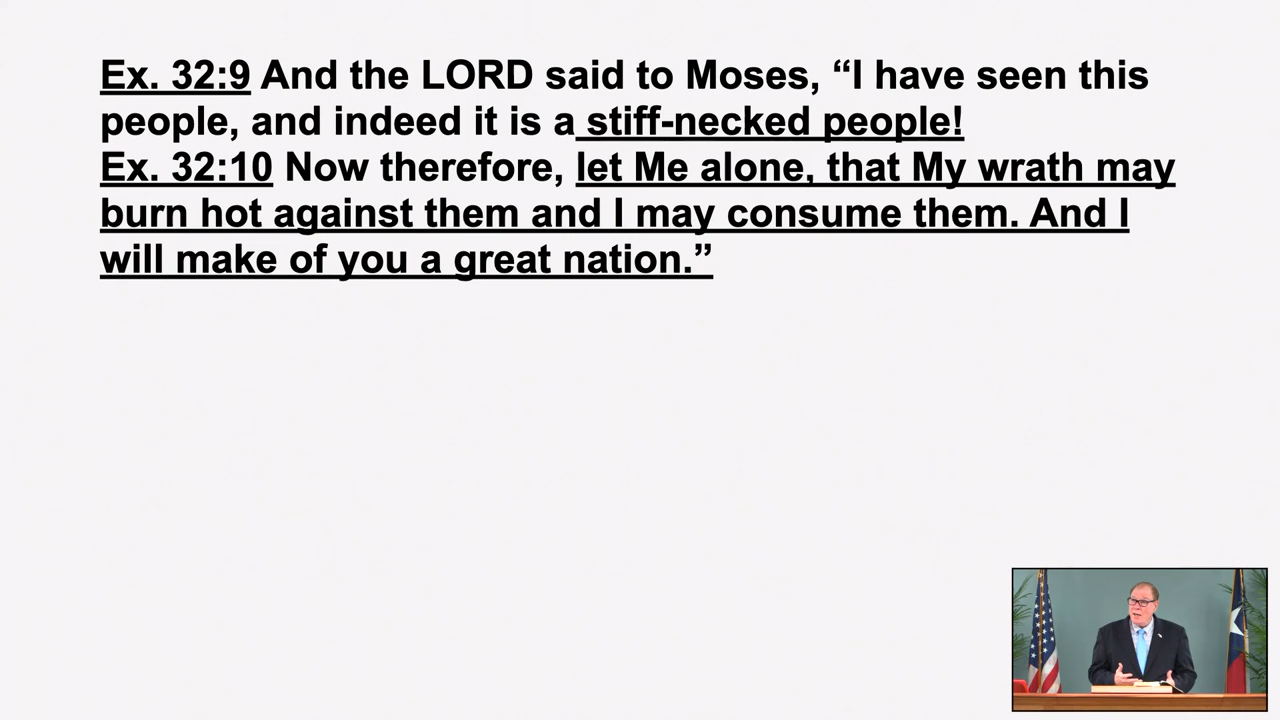 Ex. 32:9 And the LORD said to Moses, “I have seen this
people, and indeed it is a stiff-necked people!
Ex. 32:10 Now therefore, let Me alone, that My wrath may
burn hot against them and I may consume them. And I
will make of you a great nation.”